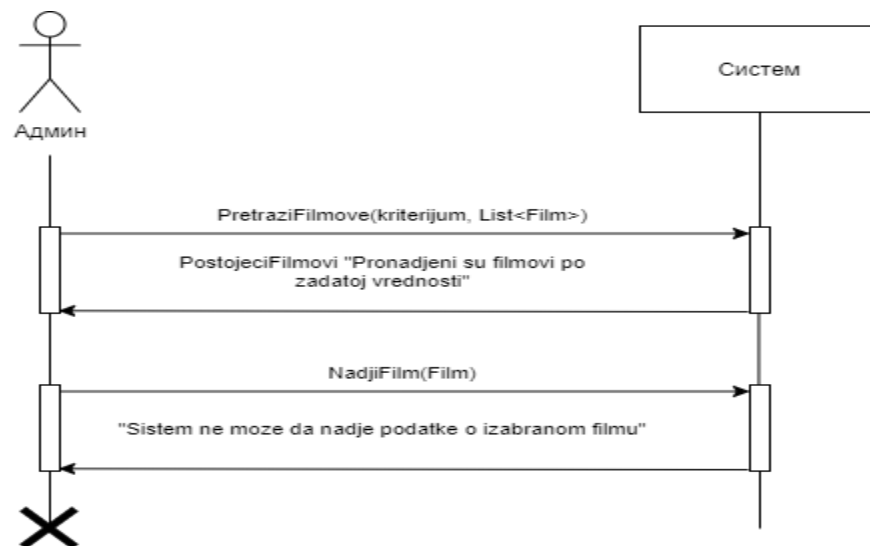 Админ
Систем
PretraziFilmove(kriterijum, List<Film>)
PostojeciFilmovi "Pronadjeni su filmovi po
zadatoj vrednosti"
NadjiFilm(Film)
"Sistem ne moze da nadje podatke o izabranom filmu"